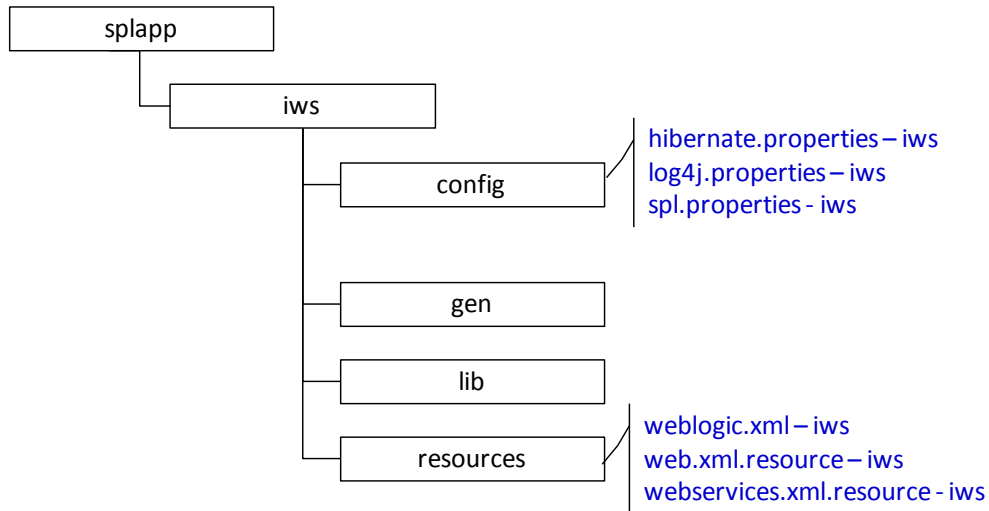 splapp
iws
hibernate.properties – iws
log4j.properties – iws
spl.properties - iws
config
gen
lib
weblogic.xml – iws
web.xml.resource – iws
webservices.xml.resource - iws
resources